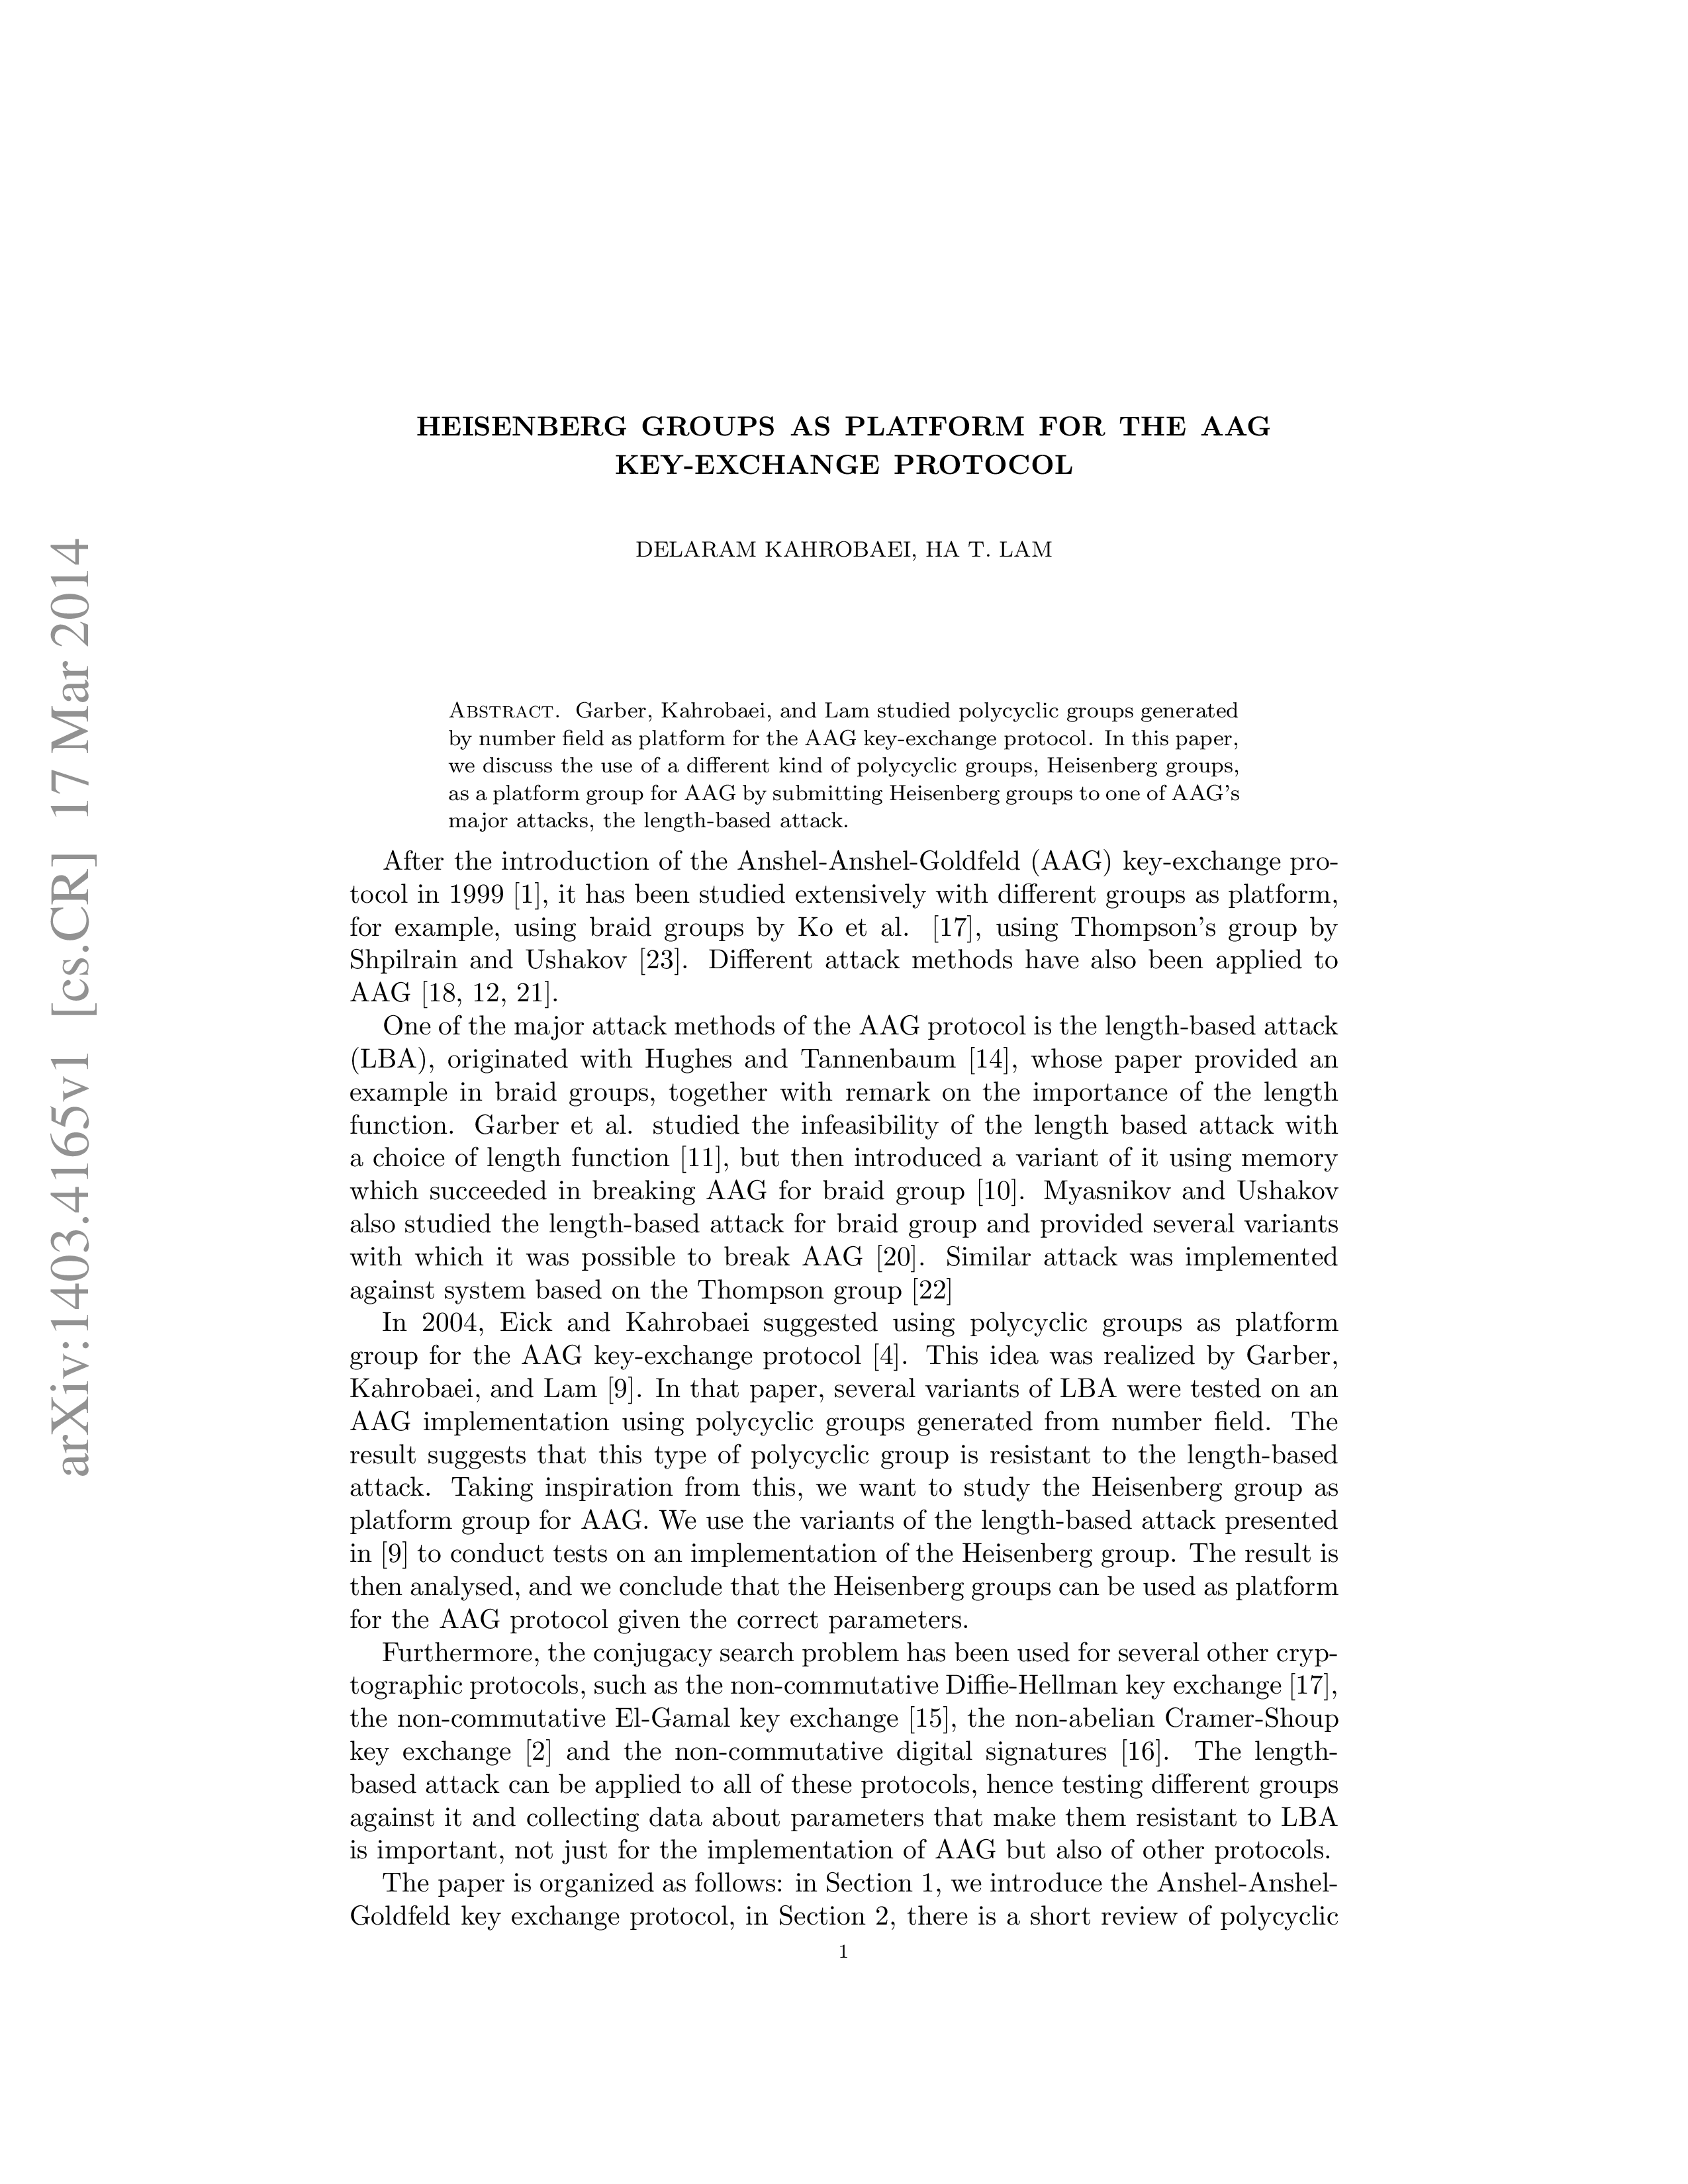 arXiv:1403.4165v1 [cs.CR] 17 Mar 2014
HEISENBERG GROUPS AS PLATFORM FOR THE AAG
KEY-EXCHANGE PROTOCOL
DELARAM KAHROBAEI, HA T. LAM
Abstract. Garber, Kahrobaei, and Lam studied polycyclic groups generated
by number field as platform for the AAG key-exchange protocol. In this paper,
we discuss the use of a different kind of polycyclic groups, Heisenberg groups,
as a platform group for AAG by submitting Heisenberg groups to one of AAG's
major attacks, the length-based attack.
After the introduction of the Anshel-Anshel-Goldfeld (AAG) key-exchange pro-
tocol in 1999 [1], it has been studied extensively with different groups as platform,
for example, using braid groups by Ko et al. [17], using Thompson's group by
Shpilrain and Ushakov [23]. Different attack methods have also been applied to
AAG [18, 12, 21].
One of the major attack methods of the AAG protocol is the length-based attack
(LBA), originated with Hughes and Tannenbaum [14], whose paper provided an
example in braid groups, together with remark on the importance of the length
function. Garber et al. studied the infeasibility of the length based attack with
a choice of length function [11], but then introduced a variant of it using memory
which succeeded in breaking AAG for braid group [10]. Myasnikov and Ushakov
also studied the length-based attack for braid group and provided several variants
with which it was possible to break AAG [20]. Similar attack was implemented
against system based on the Thompson group [22]
In 2004, Eick and Kahrobaei suggested using polycyclic groups as platform
group for the AAG key-exchange protocol [4]. This idea was realized by Garber,
Kahrobaei, and Lam [9]. In that paper, several variants of LBA were tested on an
AAG implementation using polycyclic groups generated from number field. The
result suggests that this type of polycyclic group is resistant to the length-based
attack. Taking inspiration from this, we want to study the Heisenberg group as
platform group for AAG. We use the variants of the length-based attack presented
in [9] to conduct tests on an implementation of the Heisenberg group. The result is
then analysed, and we conclude that the Heisenberg groups can be used as platform
for the AAG protocol given the correct parameters.
Furthermore, the conjugacy search problem has been used for several other cryp-
tographic protocols, such as the non-commutative Diffie-Hellman key exchange [17],
the non-commutative El-Gamal key exchange [15], the non-abelian Cramer-Shoup
key exchange [2] and the non-commutative digital signatures [16]. The length-
based attack can be applied to all of these protocols, hence testing different groups
against it and collecting data about parameters that make them resistant to LBA
is important, not just for the implementation of AAG but also of other protocols.
The paper is organized as follows: in Section 1, we introduce the Anshel-Anshel-
Goldfeld key exchange protocol, in Section 2, there is a short review of polycyclic
1